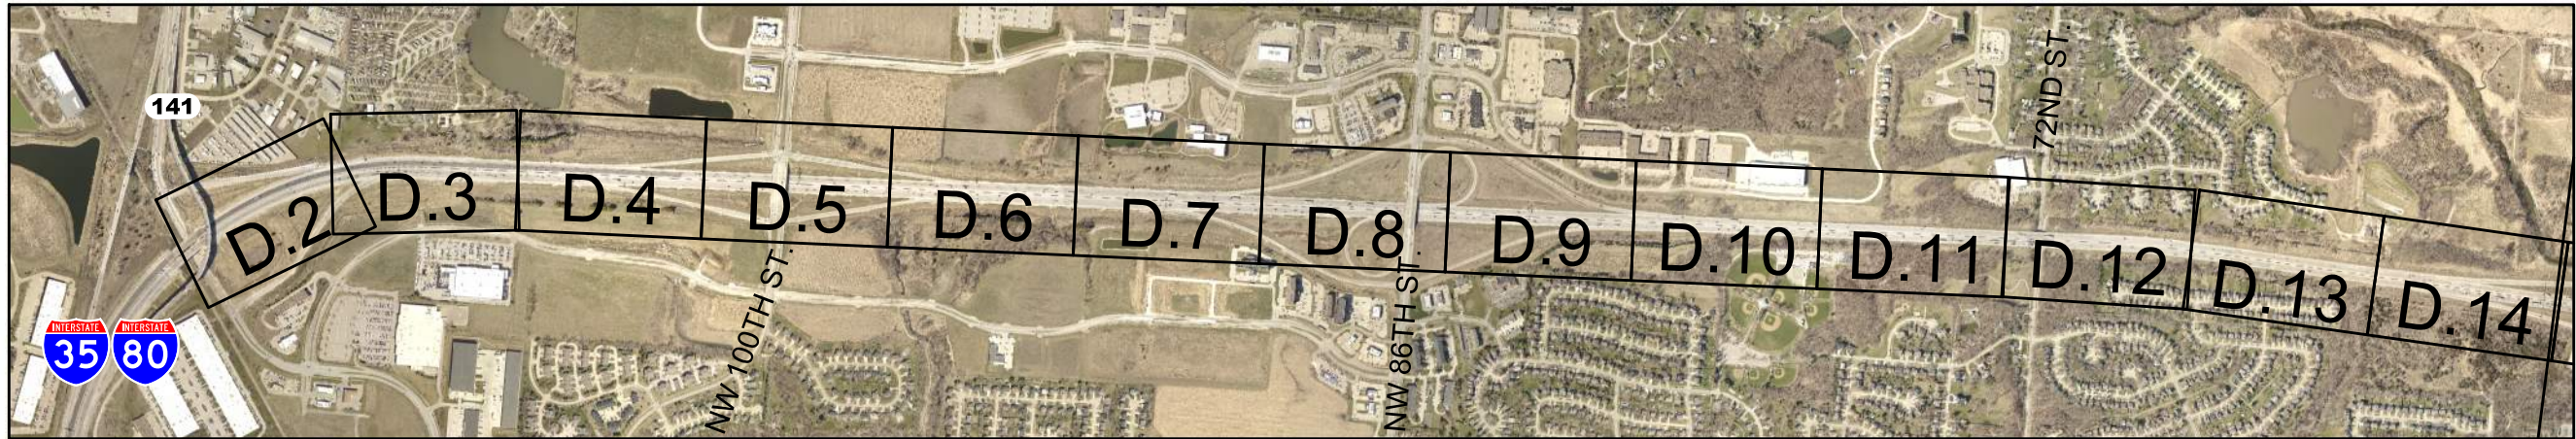 141
72ND ST.
D.2
D.3
D.4
D.5
D.6
D.7
D.8
D.9
D.10
D.11
D.12
D.13
D.14
NW 100TH ST.
NW 86TH ST.
INTERSTATE
35
INTERSTATE
80